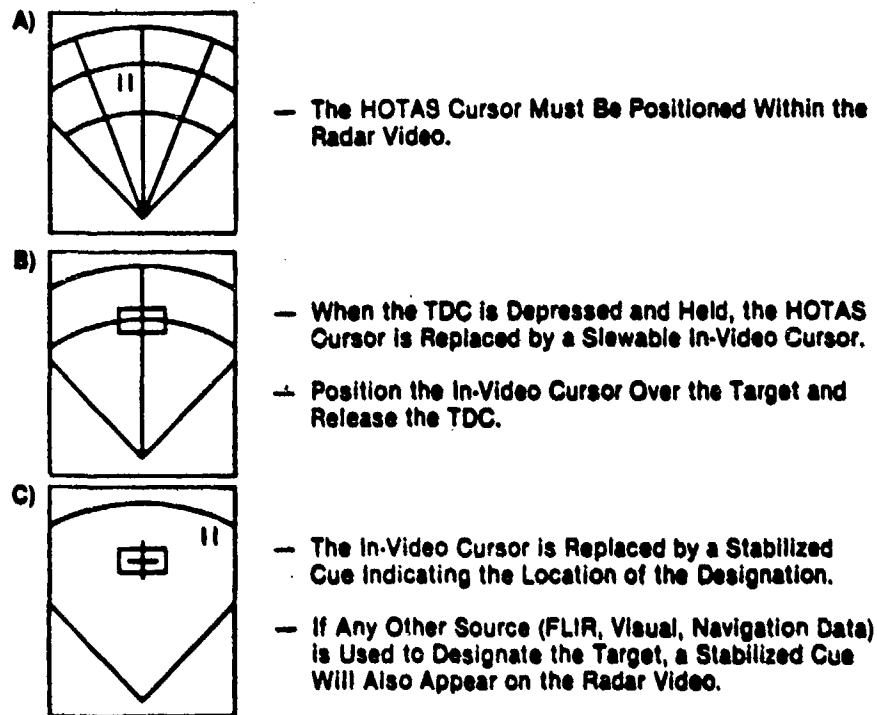 A)
— The HOTAS Cursor Must Be Positioned Within the
Radar Video.
B)
— When the TDC is Depressed and Held, the HOTAS
Cursor is Replaced by a Slewable In-Video Cursor.
— Position the In-Video Cursor Over the Target and
Release the TDC.
C)
— The In-Video Cursor is Replaced by a Stabilized
Cue Indicating the Location of the Designation.
— If Any Other Source (FLIR, Visual, Navigation Data)
is Used to Designate the Target, a Stabilized Cue
Will Also Appear on the Radar Video.